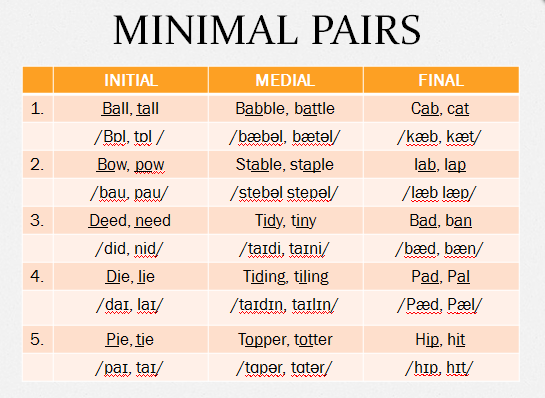 MINIMAL PAIRS
INITIAL MEDIAL FINAL
1. Ball, tall Babble, battle Cab, cat
/Bɒl, tɒl / /bæbəl, bætəl/ /kæb, kæt/
2. Bow, pow Stable, staple lab, lap
/bau, pau/ /stebəl stepəl/ /læb læp/
3. Deed, need Tidy, tiny Bad, ban
/did, nid/ /taɪdi, taɪni/ /bæd, bæn/
4. Die, lie Tiding, tiling Pad, Pal
/daɪ, laɪ/ /taɪdɪn, taɪlɪn/ /Pæd, Pæl/
5. Pie, tie Topper, totter Hip, hit
/paɪ, taɪ/ /tɑpər, tɑtər/ /hɪp, hɪt/